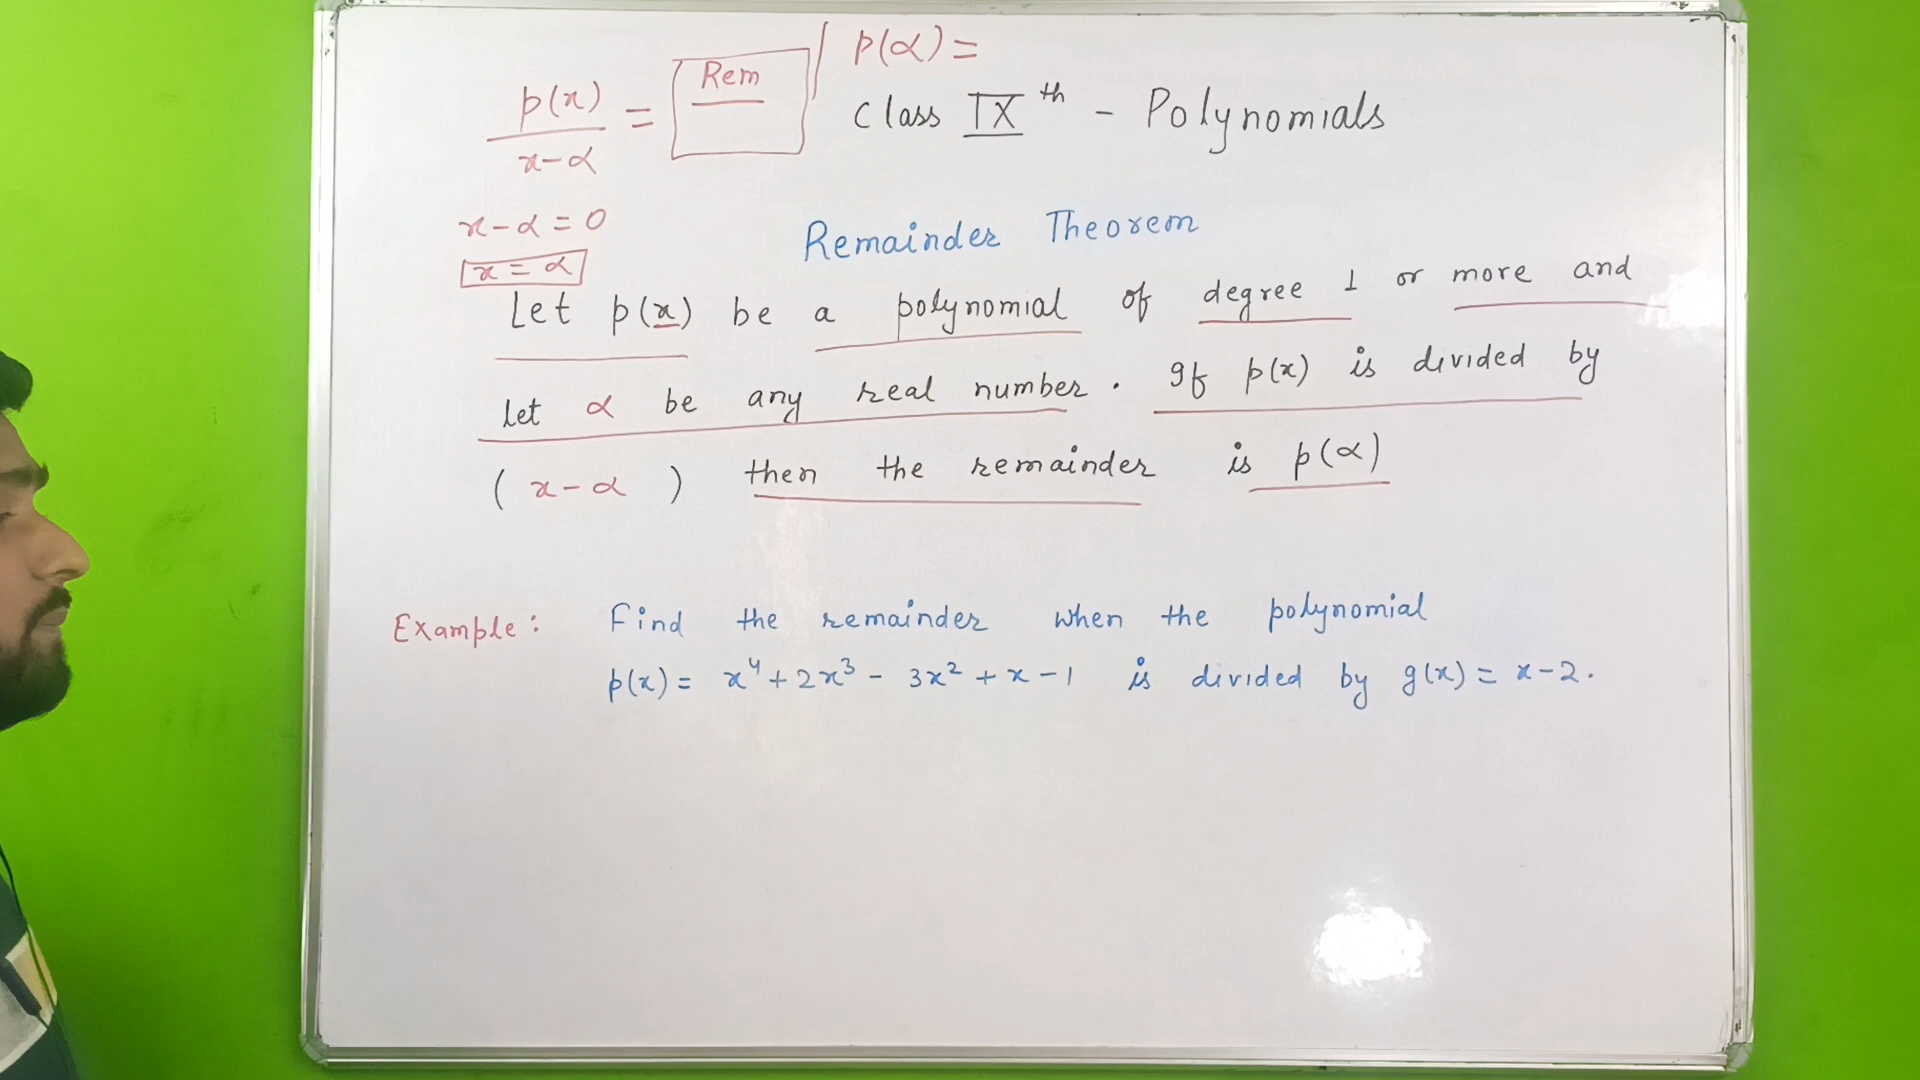 p(α) =
p(x)/x-α = Rem
Class IXth - Polynomials
x-α = 0
x = α
Remainder Theorem
Let p(x) be a polynomial of degree 1 or more and
let α be any real number. If p(x) is divided by
( x-α ) then the remainder is p(α)
Example: Find the remainder when the polynomial
p(x) = x⁴ + 2x³ - 3x² + x - 1 is divided by g(x) = x-2.